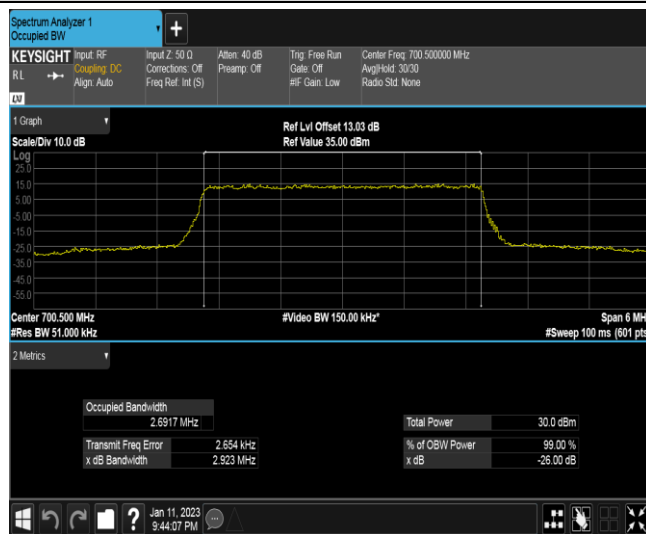 Spectrum Analyzer 1
Occupied BW
+
KEYSIGHT
RL
LXI
Input: RF
Coupling: DC
Align: Auto
Input Z: 50 Ω
Corrections: Off
Freq Ref: Int (S)
Atten: 40 dB
Preamp: Off
Trig: Free Run
Gate: Off
#IF Gain: Low
Center Freq: 700.500000 MHz
Avg|Hold: 30/30
Radio Std: None
1 Graph
Scale/Div 10.0 dB
Ref Lvl Offset 13.03 dB
Ref Value 35.00 dBm
Log
25.0
15.0
5.00
-5.00
-15.0
-25.0
-35.0
-45.0
-55.0
Center 700.500 MHz
#Res BW 51.000 kHz
#Video BW 150.00 kHz*
Span 6 MH
#Sweep 100 ms (601 pts
2 Metrics
Occupied Bandwidth
2.6917 MHz
Transmit Freq Error 2.654 kHz
x dB Bandwidth 2.923 MHz
Total Power 30.0 dBm
% of OBW Power 99.00 %
x dB -26.00 dB
?
Jan 11, 2023
9:44:07 PM